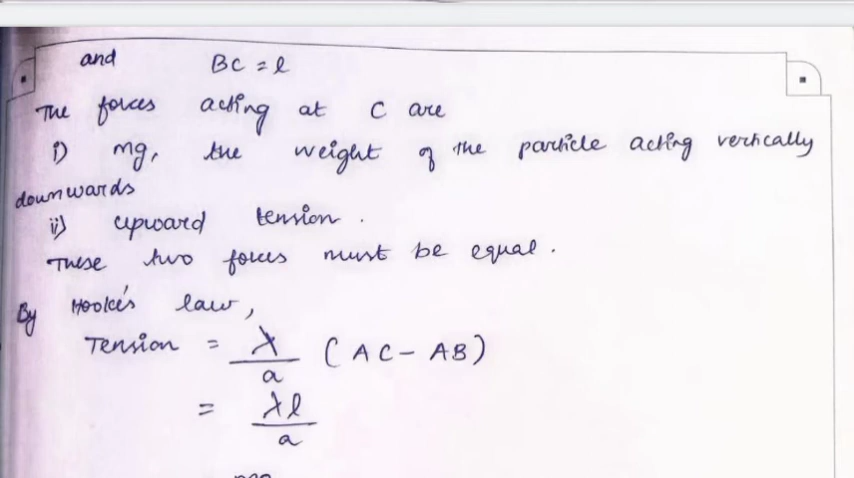 and BC = l
The forces acting at C are
i) mg, the weight of the particle acting vertically
downwards
ii) upward tension.
These two forces must be equal.
By Hooke's law,
Tension = λ/a (AC - AB)
= λl/a